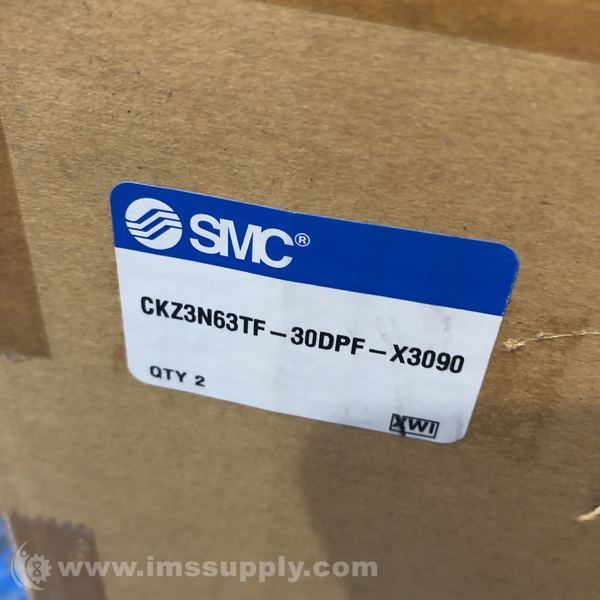 SMC®
CKZ3N63TF-30DPF-X3090
QTY 2
XWI
www.imssupply.com